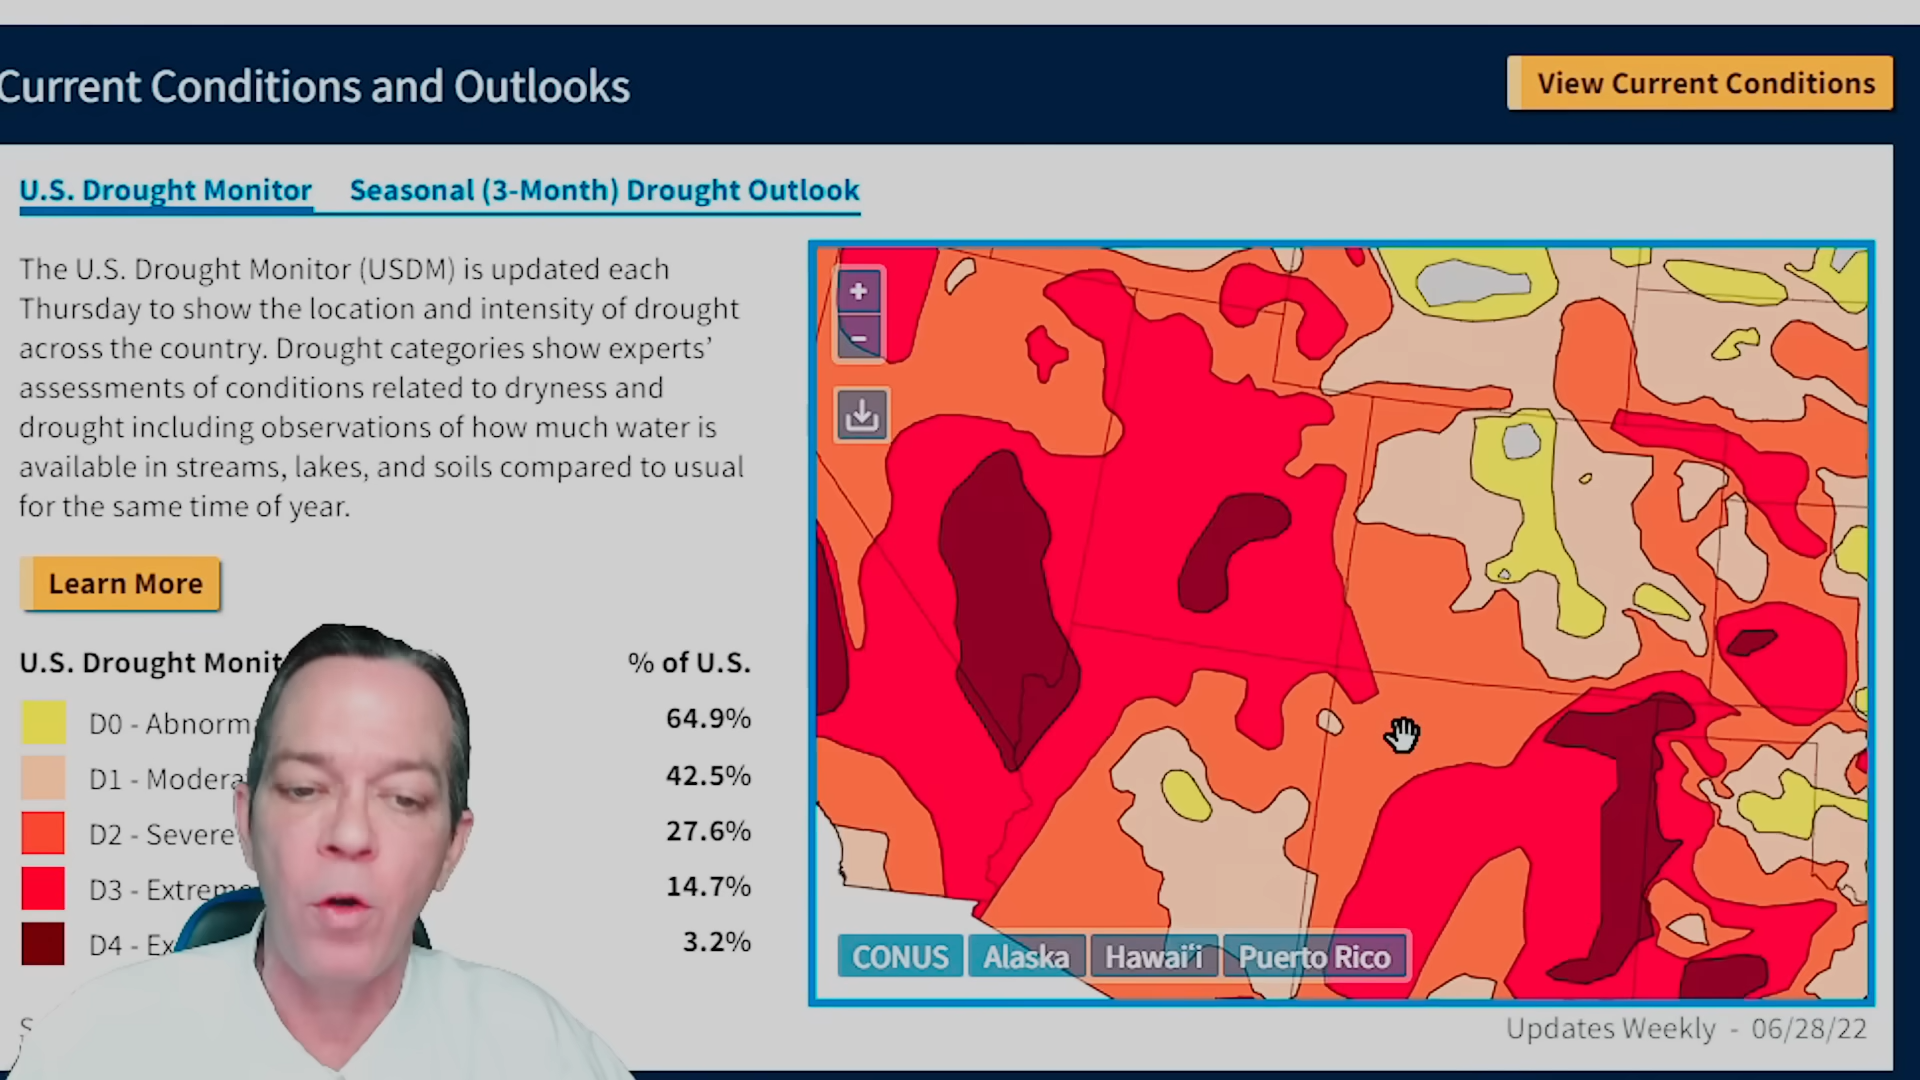 Current Conditions and Outlooks
View Current Conditions
U.S. Drought Monitor
Seasonal (3-Month) Drought Outlook
The U.S. Drought Monitor (USDM) is updated each
Thursday to show the location and intensity of drought
across the country. Drought categories show experts’
assessments of conditions related to dryness and
drought including observations of how much water is
available in streams, lakes, and soils compared to usual
for the same time of year.
Learn More
U.S. Drought Monit
% of U.S.
D0 - Abnorm
64.9%
D1 - Modera
42.5%
D2 - Severe
27.6%
D3 - Extreme
14.7%
D4 - Ex
3.2%
+
−
CONUS
Alaska
Hawaiʻi
Puerto Rico
Updates Weekly - 06/28/22